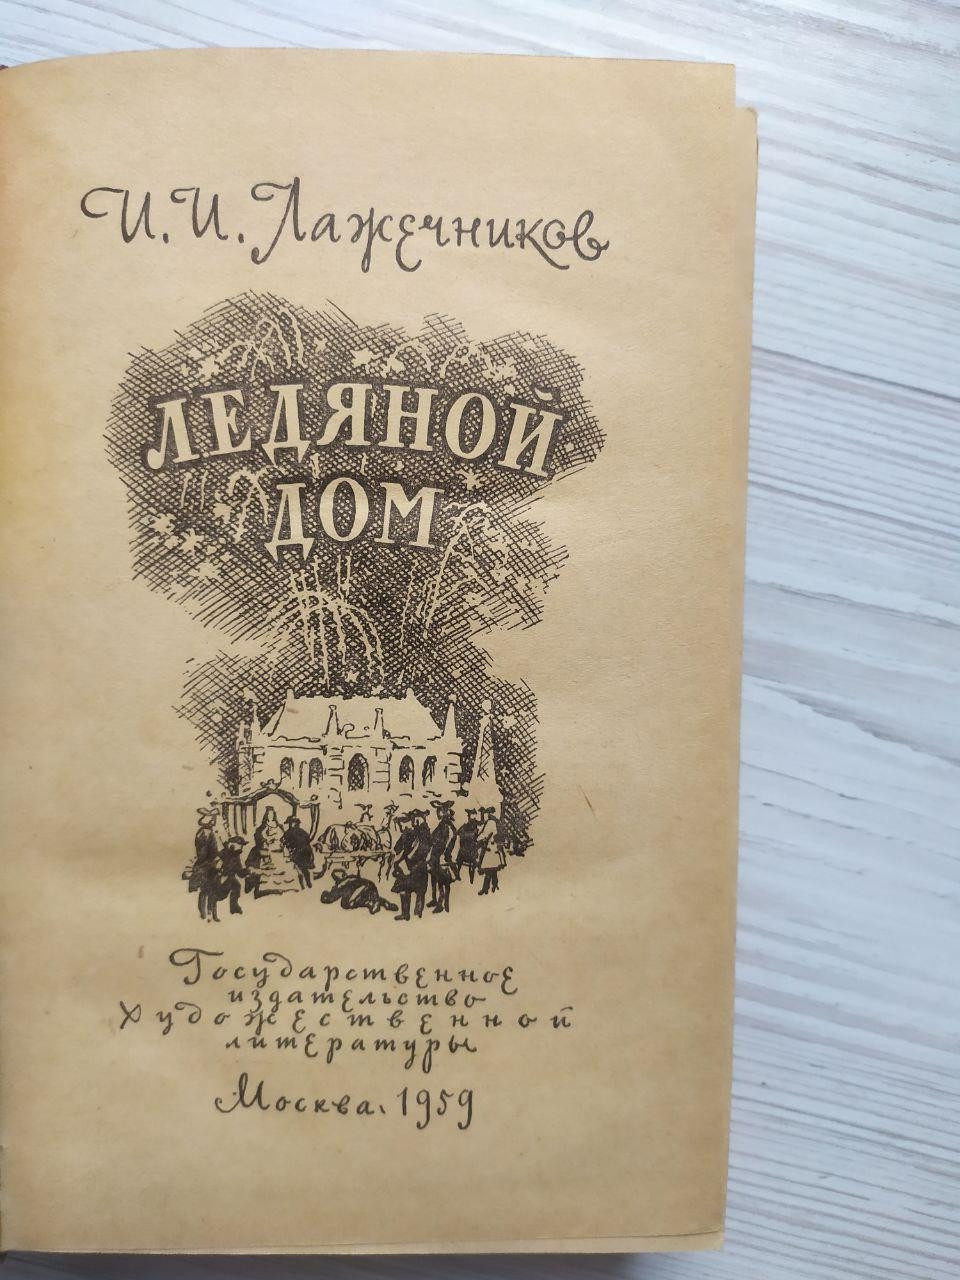 И. И. Лажечников
ЛЕДЯНОЙ
ДОМ
Государственное
издательство
Художественной
литературы
Москва. 1959